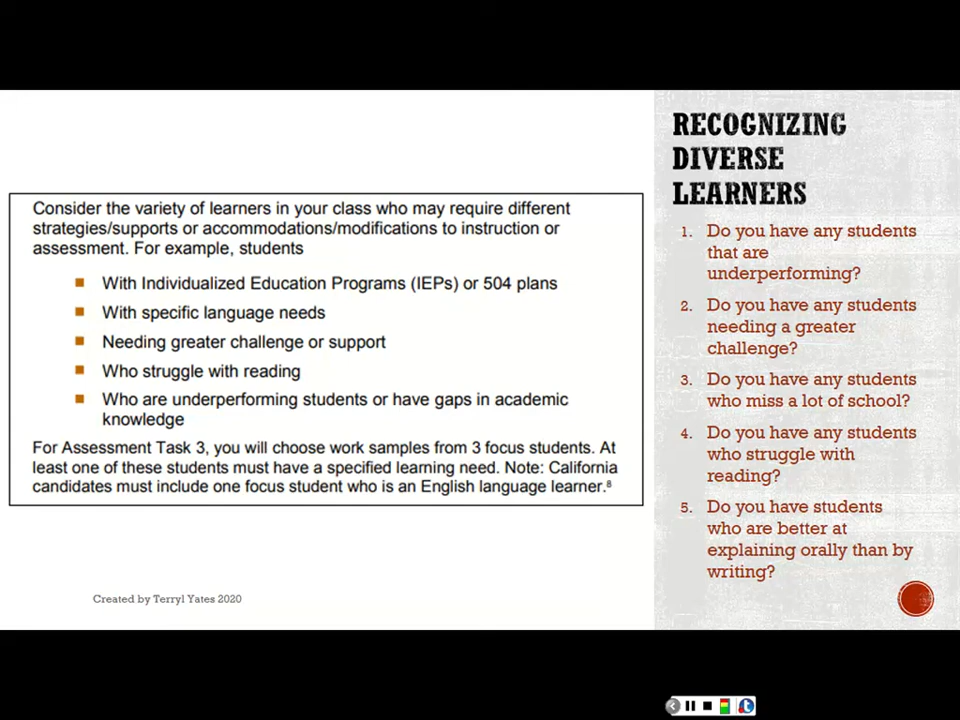 Consider the variety of learners in your class who may require different
strategies/supports or accommodations/modifications to instruction or
assessment. For example, students
With Individualized Education Programs (IEPs) or 504 plans
With specific language needs
Needing greater challenge or support
Who struggle with reading
Who are underperforming students or have gaps in academic
knowledge
For Assessment Task 3, you will choose work samples from 3 focus students. At
least one of these students must have a specified learning need. Note: California
candidates must include one focus student who is an English language learner.⁸
Created by Terryl Yates 2020
RECOGNIZING
DIVERSE
LEARNERS
1. Do you have any students
that are
underperforming?
2. Do you have any students
needing a greater
challenge?
3. Do you have any students
who miss a lot of school?
4. Do you have any students
who struggle with
reading?
5. Do you have students
who are better at
explaining orally than by
writing?